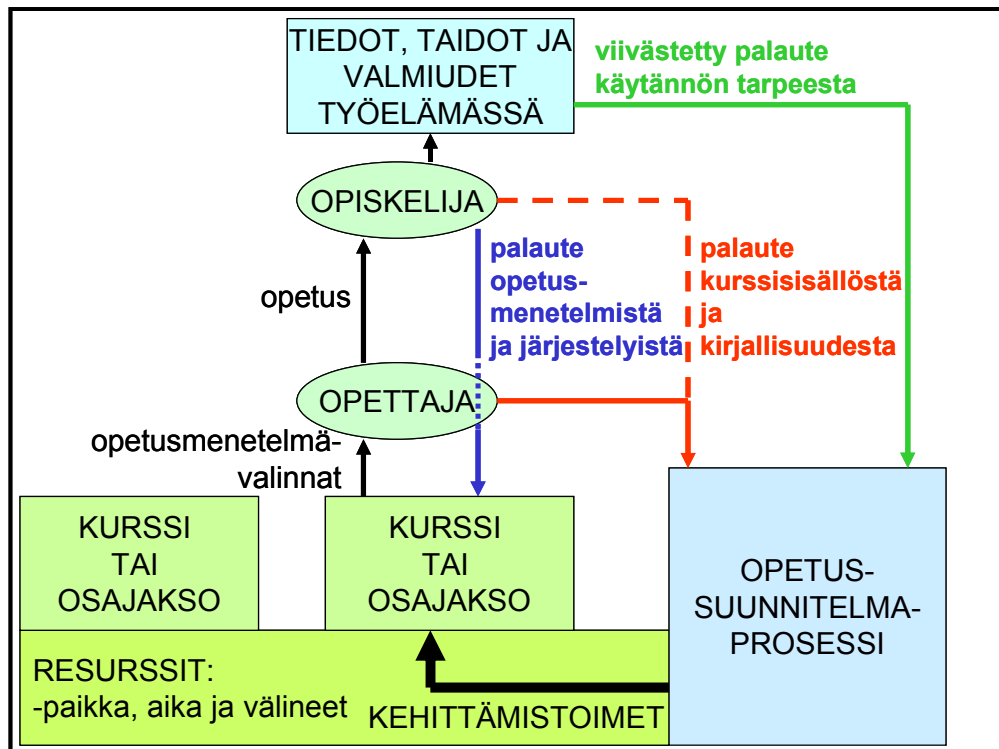 TIEDOT, TAIDOT JA
VALMIUDET
TYÖELÄMÄSSÄ
viivästetty palaute
käytännön tarpeesta
OPISKELIJA
palaute
opetus-
menetelmistä
ja järjestelyistä
palaute
kurssisisällöstä
ja
kirjallisuudesta
opetus
OPETTAJA
opetusmenetelmä-
valinnat
KURSSI
TAI
OSAJAKSO
KURSSI
TAI
OSAJAKSO
OPETUS-
SUUNNITELMA-
PROSESSI
RESURSSIT:
-paikka, aika ja välineet
KEHITTÄMISTOIMET